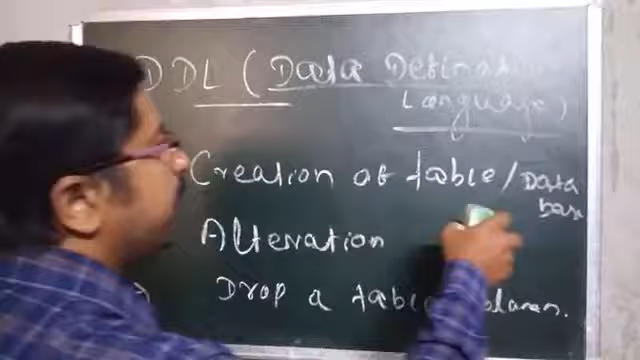 DDL (Data Definition
Language)
Creation of table / Data
base
Alteration
Drop a table